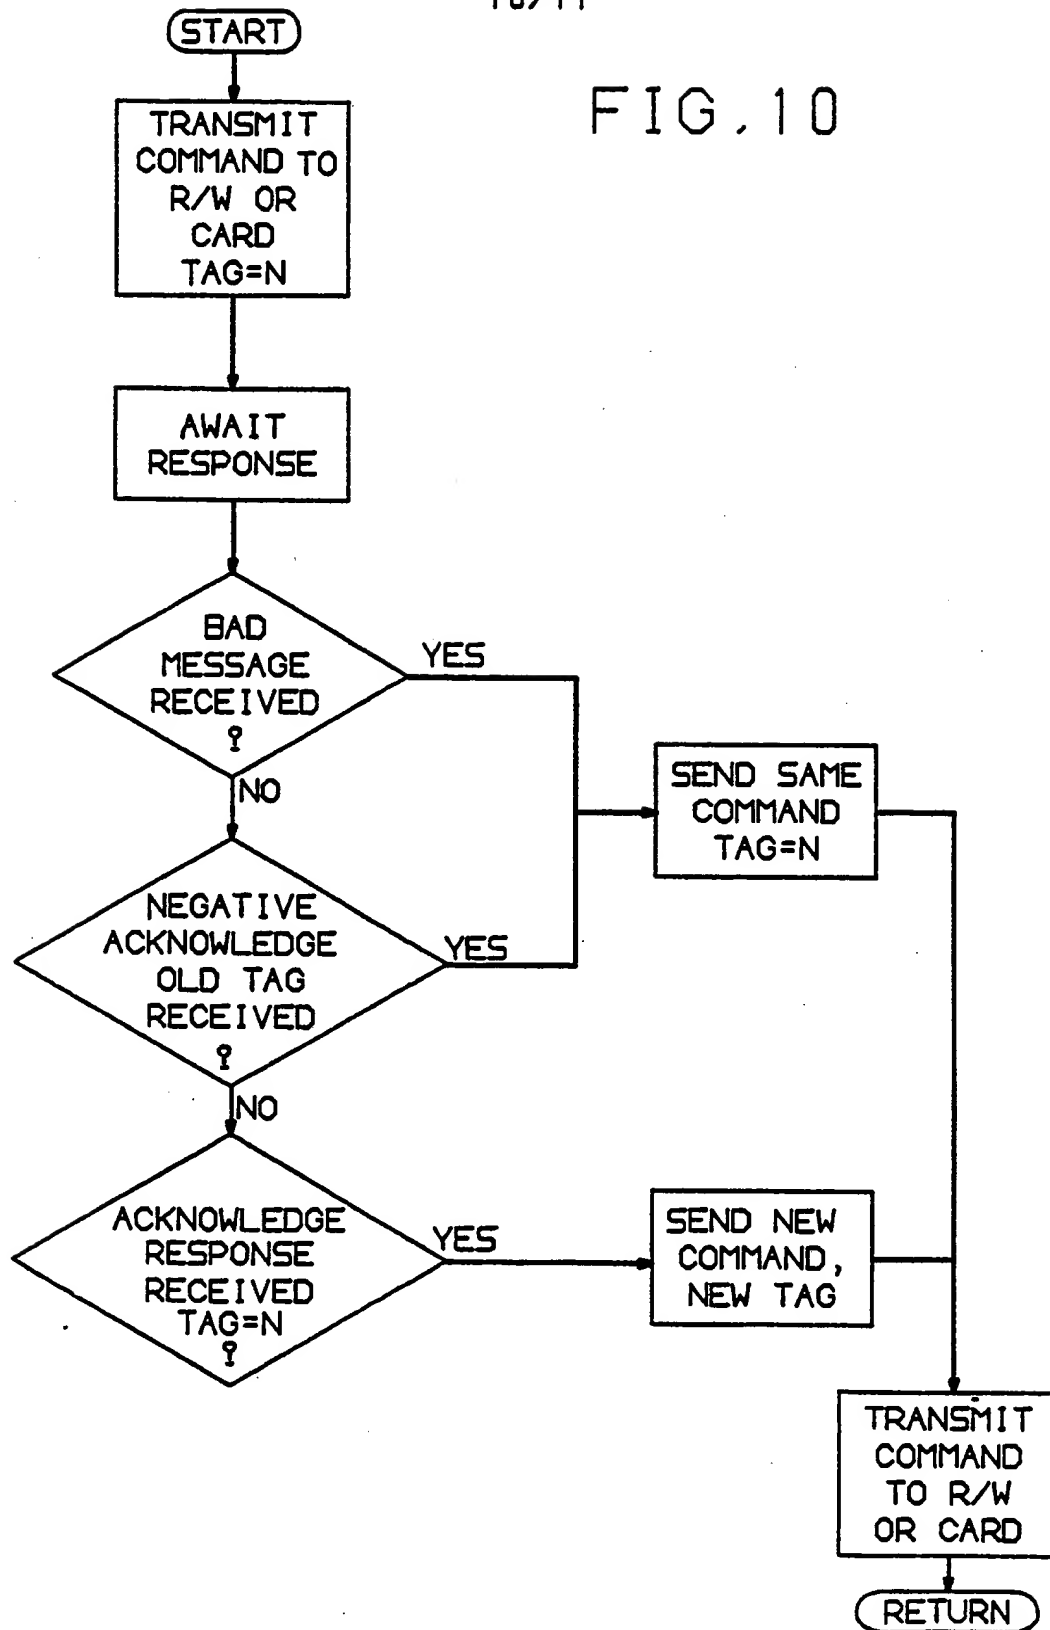 START
FIG.10
TRANSMIT
COMMAND TO
R/W OR
CARD
TAG=N
AWAIT
RESPONSE
BAD
MESSAGE
RECEIVED
?
YES
NO
SEND SAME
COMMAND
TAG=N
NEGATIVE
ACKNOWLEDGE
OLD TAG
RECEIVED
?
YES
NO
ACKNOWLEDGE
RESPONSE
RECEIVED
TAG=N
?
YES
SEND NEW
COMMAND,
NEW TAG
TRANSMIT
COMMAND
TO R/W
OR CARD
RETURN